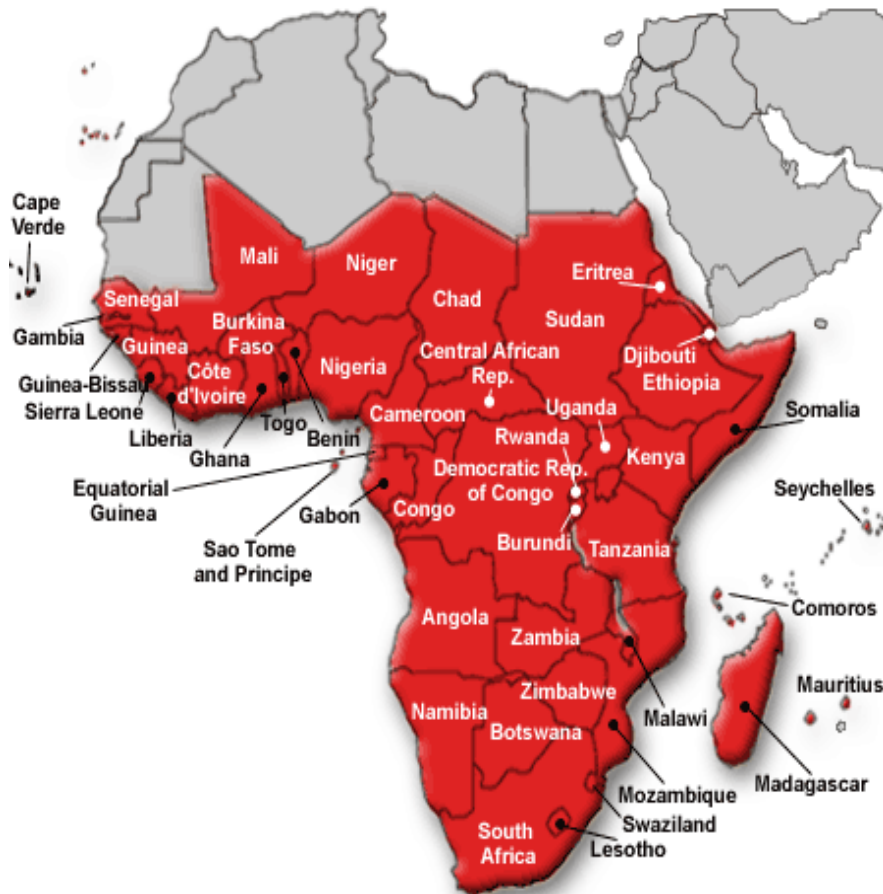 Cape
Verde
Mali
Niger
Chad
Eritrea
Sudan
Senegal
Gambia
Burkina
Faso
Guinea
Nigeria
Central African
Rep.
Djibouti
Ethiopia
Guinea-Bissau
Côte
d'Ivoire
Sierra Leone
Cameroon
Uganda
Somalia
Liberia
Togo
Benin
Ghana
Rwanda
Kenya
Equatorial
Guinea
Democratic Rep.
of Congo
Seychelles
Gabon
Congo
Sao Tome
and Principe
Burundi
Tanzania
Comoros
Angola
Zambia
Mauritius
Zimbabwe
Malawi
Namibia
Botswana
Madagascar
Mozambique
Swaziland
South
Africa
Lesotho